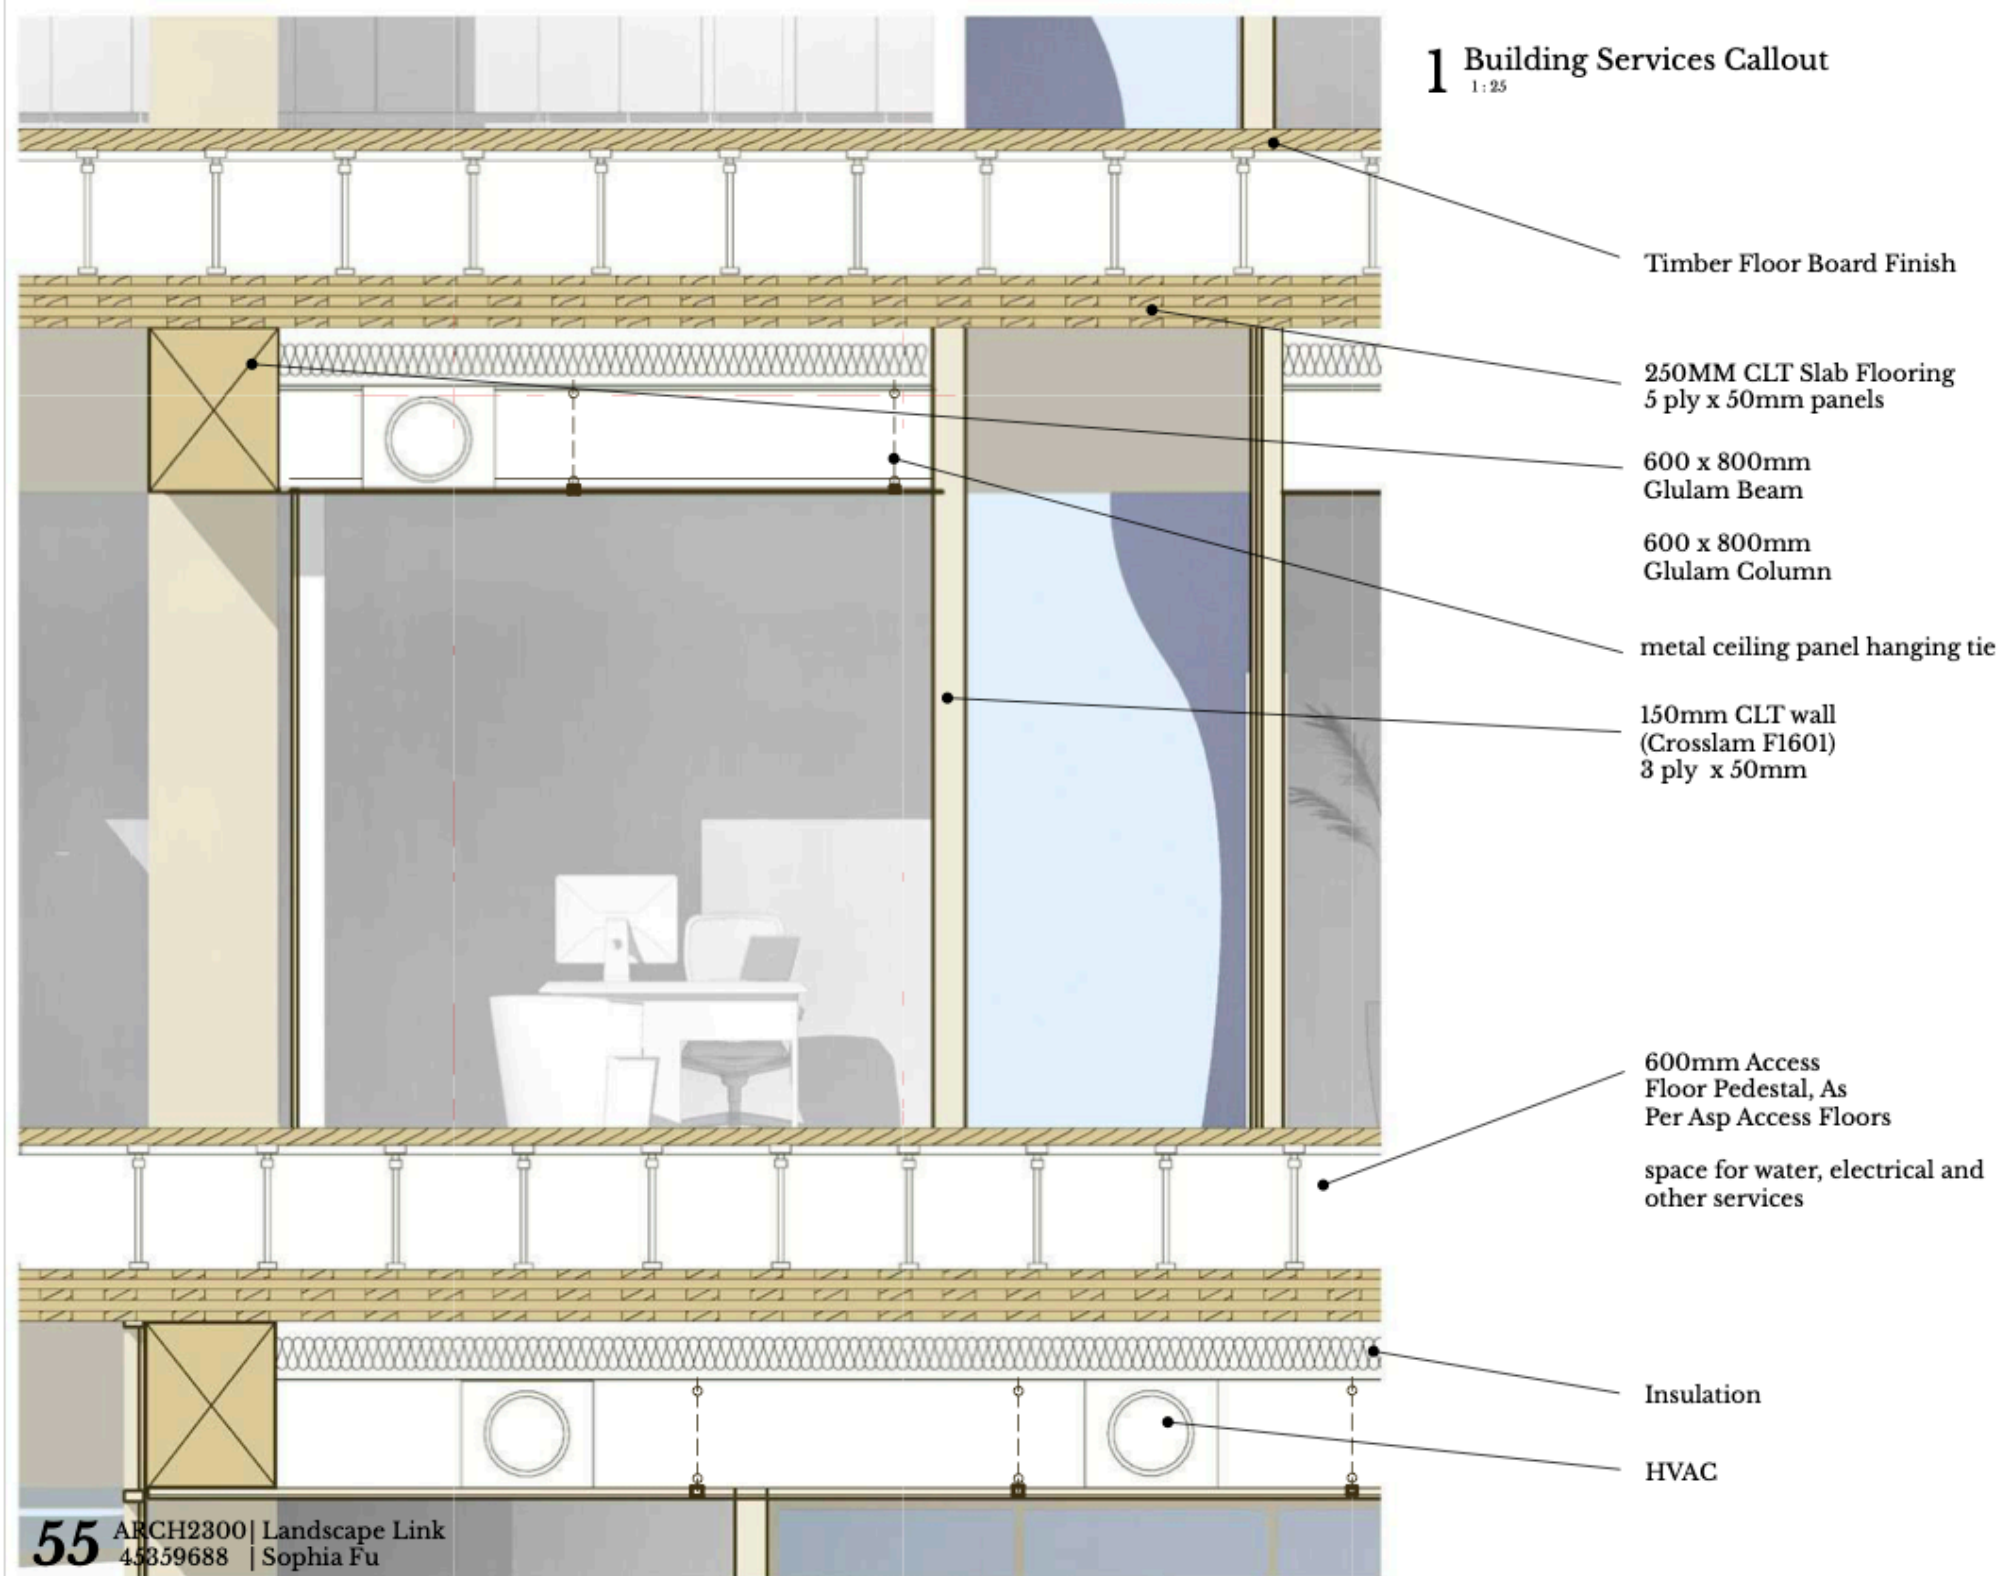 1 Building Services Callout
1 : 25
Timber Floor Board Finish
250MM CLT Slab Flooring
5 ply x 50mm panels
600 x 800mm
Glulam Beam
600 x 800mm
Glulam Column
metal ceiling panel hanging tie
150mm CLT wall
(Crosslam F1601)
3 ply x 50mm
600mm Access
Floor Pedestal, As
Per Asp Access Floors
space for water, electrical and
other services
Insulation
HVAC
55 ARCH2300| Landscape Link
45359688 | Sophia Fu